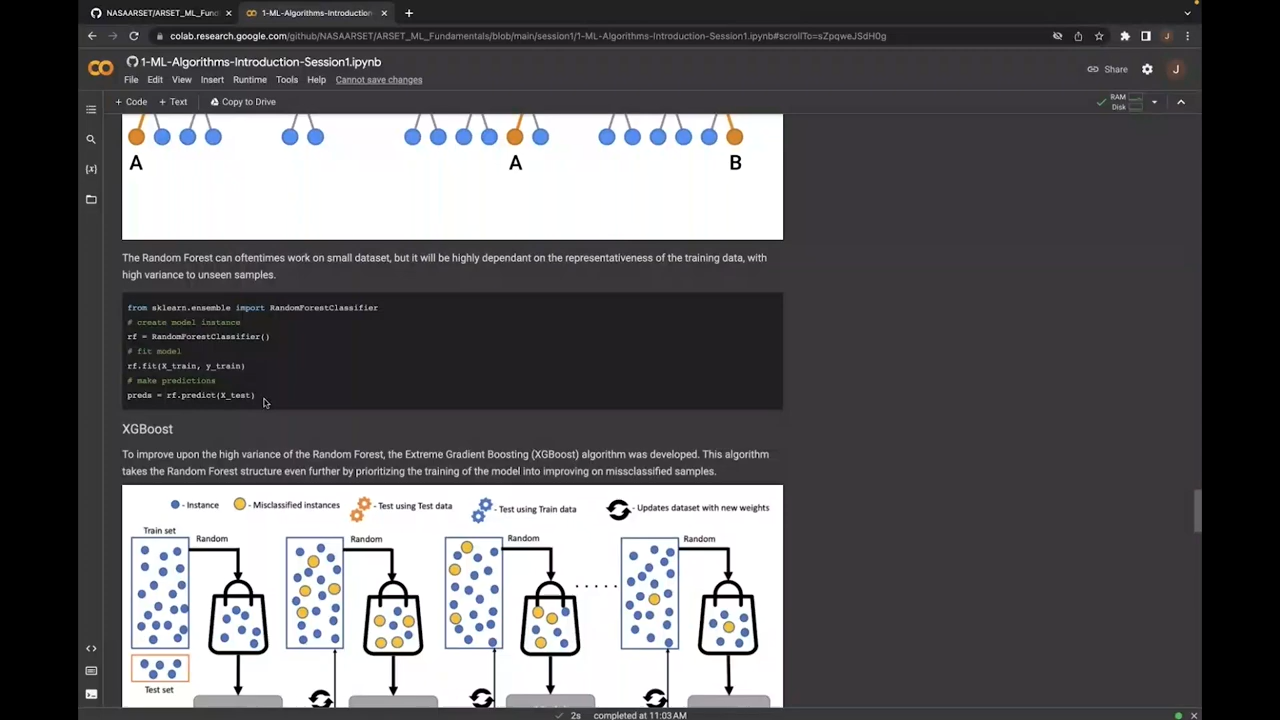 NASAARSET/ARSET_ML_Fund
1-ML-Algorithms-Introduction
colab.research.google.com/github/NASAARSET/ARSET_ML_Fundamentals/blob/main/session1/1-ML-Algorithms-Introduction-Session1.ipynb#scrollTo=sZpqweJSdH0g
1-ML-Algorithms-Introduction-Session1.ipynb
File Edit View Insert Runtime Tools Help Cannot save changes
Share
J
+ Code + Text Copy to Drive
RAM
Disk
A A B
The Random Forest can oftentimes work on small dataset, but it will be highly dependant on the representativeness of the training data, with
high variance to unseen samples.
from sklearn.ensemble import RandomForestClassifier
# create model instance
rf = RandomForestClassifier()
# fit model
rf.fit(X_train, y_train)
# make predictions
preds = rf.predict(X_test)
XGBoost
To improve upon the high variance of the Random Forest, the Extreme Gradient Boosting (XGBoost) algorithm was developed. This algorithm
takes the Random Forest structure even further by prioritizing the training of the model into improving on missclassified samples.
- Instance - Misclassified instances - Test using Test data - Test using Train data - Updates dataset with new weights
Train set
Random Random Random Random
Test set
2s completed at 11:03 AM